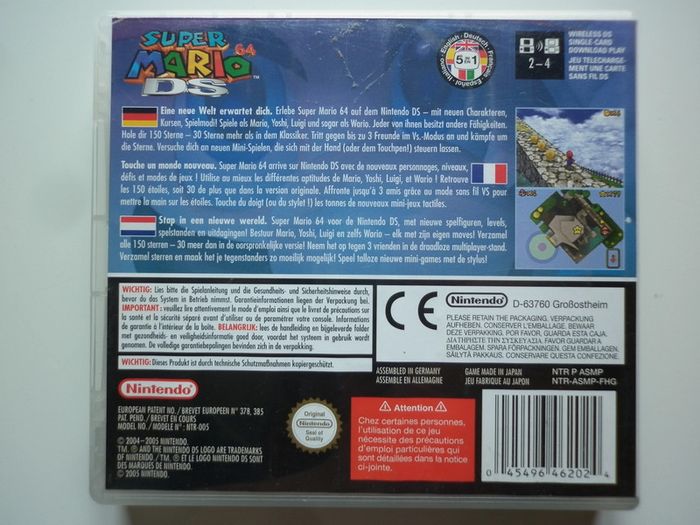 SUPER
MARIO 64™
DS
English · Deutsch · Français · Español · Italiano
5 IN 1
WIRELESS DS
SINGLE-CARD
DOWNLOAD PLAY
2-4
JEU TÉLÉCHARGE-
MENT UNE CARTE
SANS FIL DS
Eine neue Welt erwartet dich. Erlebe Super Mario 64 auf dem Nintendo DS – mit neuen Charakteren,
Kursen, Spielmodi! Spiele als Mario, Yoshi, Luigi und sogar als Wario. Jeder von ihnen besitzt andere Fähigkeiten.
Hole dir 150 Sterne – 30 Sterne mehr als in dem Klassiker. Tritt gegen bis zu 3 Freunde im Vs.-Modus an und kämpfe um
die Sterne. Versuche dich an neuen Mini-Spielen, die sich mit der Hand (oder dem Touchpen!) steuern lassen.
Touche un monde nouveau. Super Mario 64 arrive sur Nintendo DS avec de nouveaux personnages, niveaux,
défis et modes de jeux ! Utilise au mieux les différentes aptitudes de Mario, Yoshi, Luigi et Wario ! Retrouve
les 150 étoiles, soit 30 de plus que dans la version originale. Affronte jusqu'à 3 amis grâce au mode sans fil VS pour
mettre la main sur les étoiles. Touche du doigt (ou du stylet !) les tonnes de nouveaux mini-jeux tactiles.
Stap in een nieuwe wereld. Super Mario 64 voor de Nintendo DS, met nieuwe spelfiguren, levels,
spelstanden en uitdagingen! Bestuur Mario, Yoshi, Luigi en zelfs Wario – elk met zijn eigen moves! Verzamel
alle 150 sterren – 30 meer dan in de oorspronkelijke versie! Neem het op tegen 3 vrienden in de draadloze multiplayer-stand.
Verzamel sterren en maak het je tegenstanders zo moeilijk mogelijk! Speel talloze nieuwe mini-games met de stylus!
WICHTIG: Lies bitte die Spielanleitung und die Gesundheits- und Sicherheitshinweise durch,
bevor du das System in Betrieb nimmst. Garantieinformationen liegen der Verpackung bei.
IMPORTANT: veuillez lire attentivement le mode d'emploi ainsi que le livret de précautions sur
la santé et la sécurité séparé avant d'utiliser ou de paramétrer votre console. Informations
de garantie à l'intérieur de la boîte. BELANGRIJK: lees de handleiding en bijgeleverde folder
met gezondheids- en veiligheidsinformatie goed door, voordat het systeem in gebruik wordt
genomen. De volledige garantiebepalingen bevinden zich in de verpakking.
WICHTIG: Dieses Produkt ist durch technische Schutzmaßnahmen kopiergeschützt.
CE
Nintendo D-63760 Großostheim
PLEASE RETAIN THE PACKAGING. VERPACKUNG
AUFHEBEN. CONSERVER L'EMBALLAGE. BEWAAR
DEZE VERPAKKING. POR FAVOR, GUARDA ESTA CAJA.
ΔΙΑΤΗΡΗΣΤΕ ΤΗ ΣΥΣΚΕΥΑΣΙΑ. FAVOR GUARDAR A
EMBALAGEM. SPARA FÖRPACKNINGEN. GEM EMBALLAGEN.
SÄILYTÄ PAKKAUS. CONSERVARE QUESTA CONFEZIONE.
ASSEMBLED IN GERMANY
ASSEMBLÉ EN ALLEMAGNE
GAME MADE IN JAPAN
JEU FABRIQUÉ AU JAPON
NTR P ASMP
NTR-ASMP-FHG
Nintendo
EUROPEAN PATENT NO./ BREVET EUROPÉEN N° 378, 385
PAT. PEND./ BREVET EN COURS
MODEL NO./ MODÈLE N° : NTR-005
© 2004–2005 NINTENDO.
TM, ® AND THE NINTENDO DS LOGO ARE TRADEMARKS
OF NINTENDO. TM, ® ET LE LOGO NINTENDO DS SONT
DES MARQUES DE NINTENDO.
© 2005 NINTENDO.
Original
Nintendo
Seal of
Quality
Attention
Chez certaines personnes,
l'utilisation de ce jeu
nécessite des précautions
d'emploi particulières qui
sont détaillées dans la notice
ci-jointe.
0 45496 46202 4